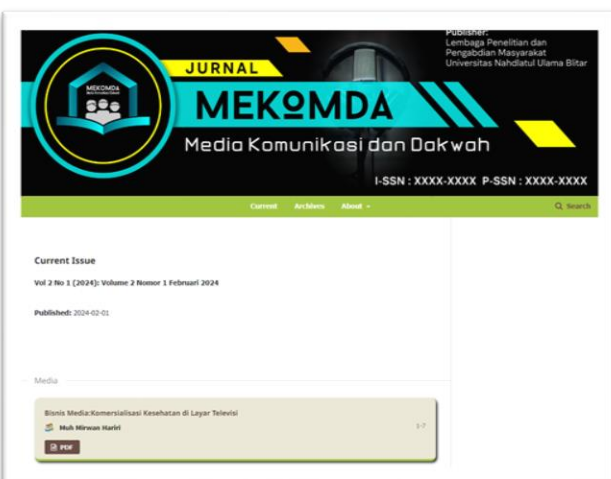 Publisher:
Lembaga Penelitian dan
Pengabdian Masyarakat
Universitas Nahdlatul Ulama Blitar
MEKOMDA
JURNAL
MEKOMDA
Media Komunikasi dan Dakwah
I-SSN : XXXX-XXXX P-SSN : XXXX-XXXX
Current Archives About
Search
Current Issue
Vol 2 No 1 (2024): Volume 2 Nomor 1 Februari 2024
Published: 2024-02-01
Media
Bisnis Media:Komersialisasi Kesehatan di Layar Televisi
Muh Mirwan Hariri
1-7
PDF